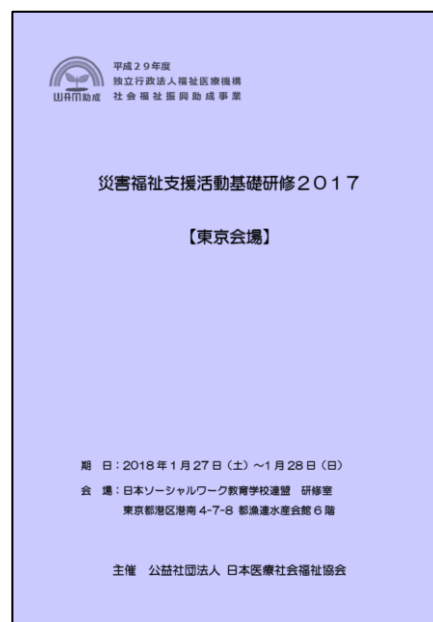 平成２９年度
独立行政法人福祉医療機構
WAM助成 社会福祉振興助成事業
災害福祉支援活動基礎研修２０１７
【東京会場】
期　日：2018年1月27日（土）～1月28日（日）
会　場：日本ソーシャルワーク教育学校連盟　研修室
東京都港区港南 4-7-8 都漁連水産会館 6 階
主催　公益社団法人 日本医療社会福祉協会